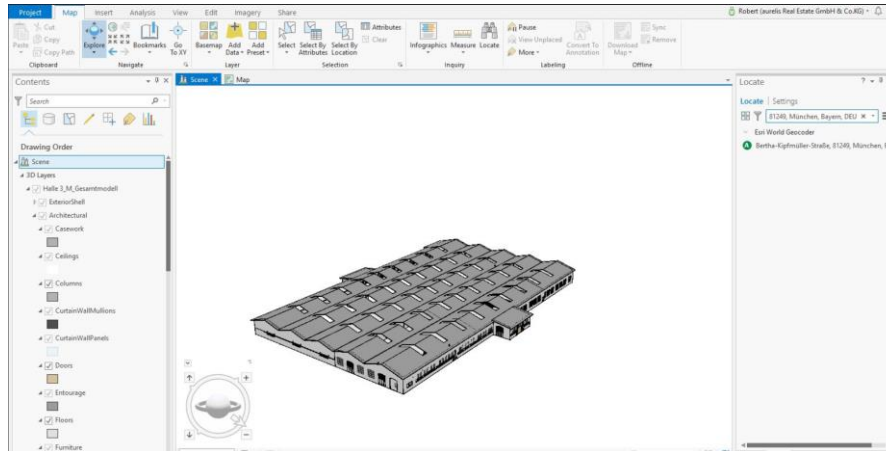 Project Map Insert Analysis View Edit Imagery Share
Robert (aurelis Real Estate GmbH & Co.KG)
Paste
Cut
Copy
Copy Path
Clipboard
Explore
Bookmarks
Go To XY
Navigate
Basemap
Add Data
Add Preset
Layer
Select
Select By Attributes
Select By Location
Attributes
Clear
Selection
Infographics
Measure
Locate
Inquiry
Pause
View Unplaced
More
Convert To Annotation
Labeling
Download Map
Sync
Remove
Offline
Contents
Search
Drawing Order
Scene
3D Layers
Halle 3_M_Gesamtmodell
ExteriorShell
Architectural
Casework
Ceilings
Columns
CurtainWallMullions
CurtainWallPanels
Doors
Entourage
Floors
Furniture
Scene
Map
Locate
Locate Settings
81249, München, Bayern, DEU
Esri World Geocoder
A Bertha-Kipfmüller-Straße, 81249, München,